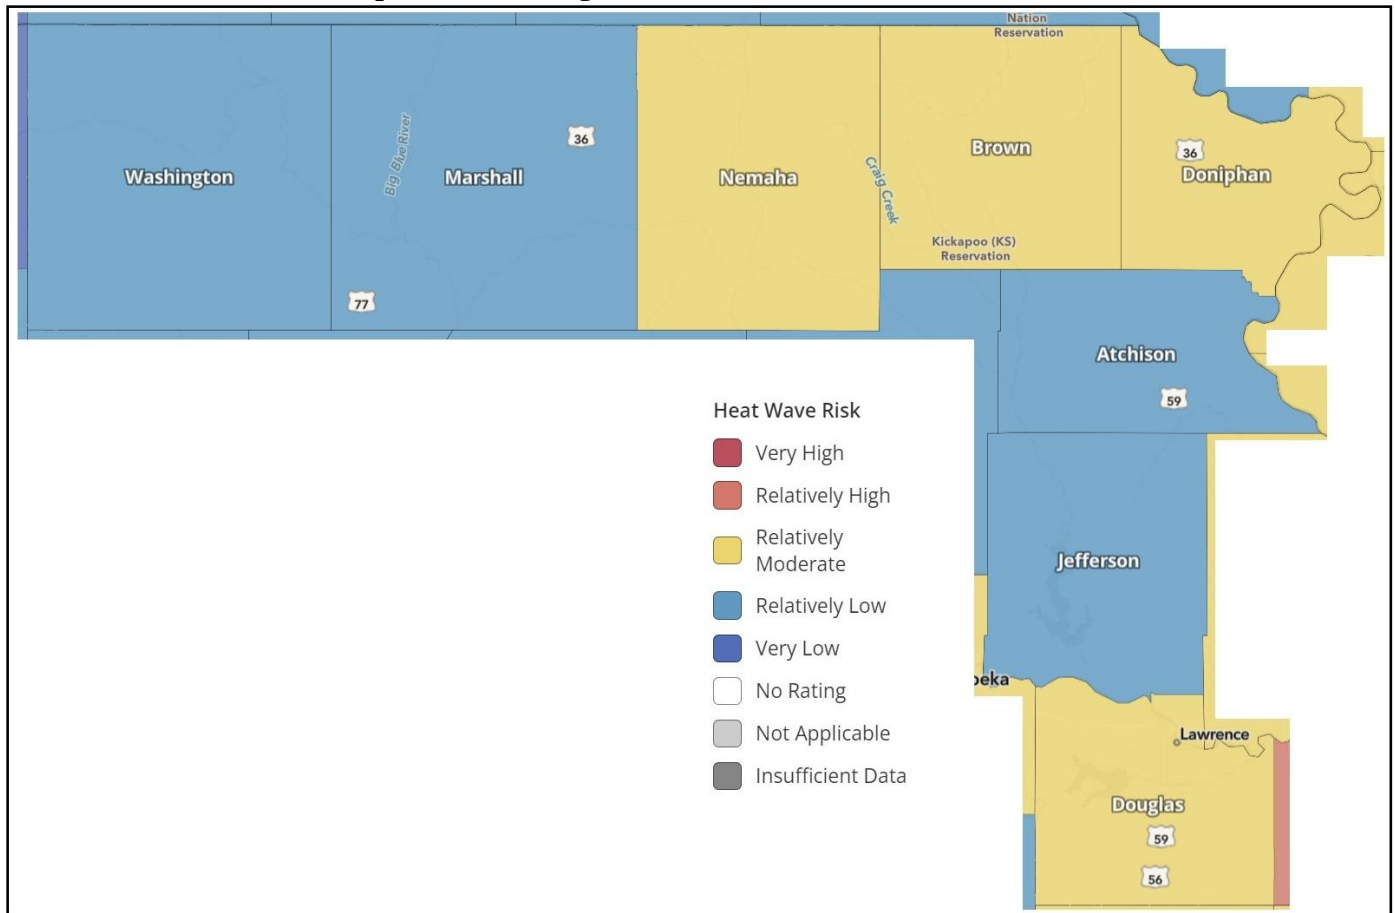 Nation
Reservation
Washington
Big Blue River
Marshall
36
Nemaha
Craig Creek
Brown
36
Doniphan
Kickapoo (KS)
Reservation
77
Atchison
59
Heat Wave Risk
Very High
Relatively High
Relatively
Moderate
Relatively Low
Very Low
No Rating
Not Applicable
Insufficient Data
Jefferson
peka
Lawrence
Douglas
59
56